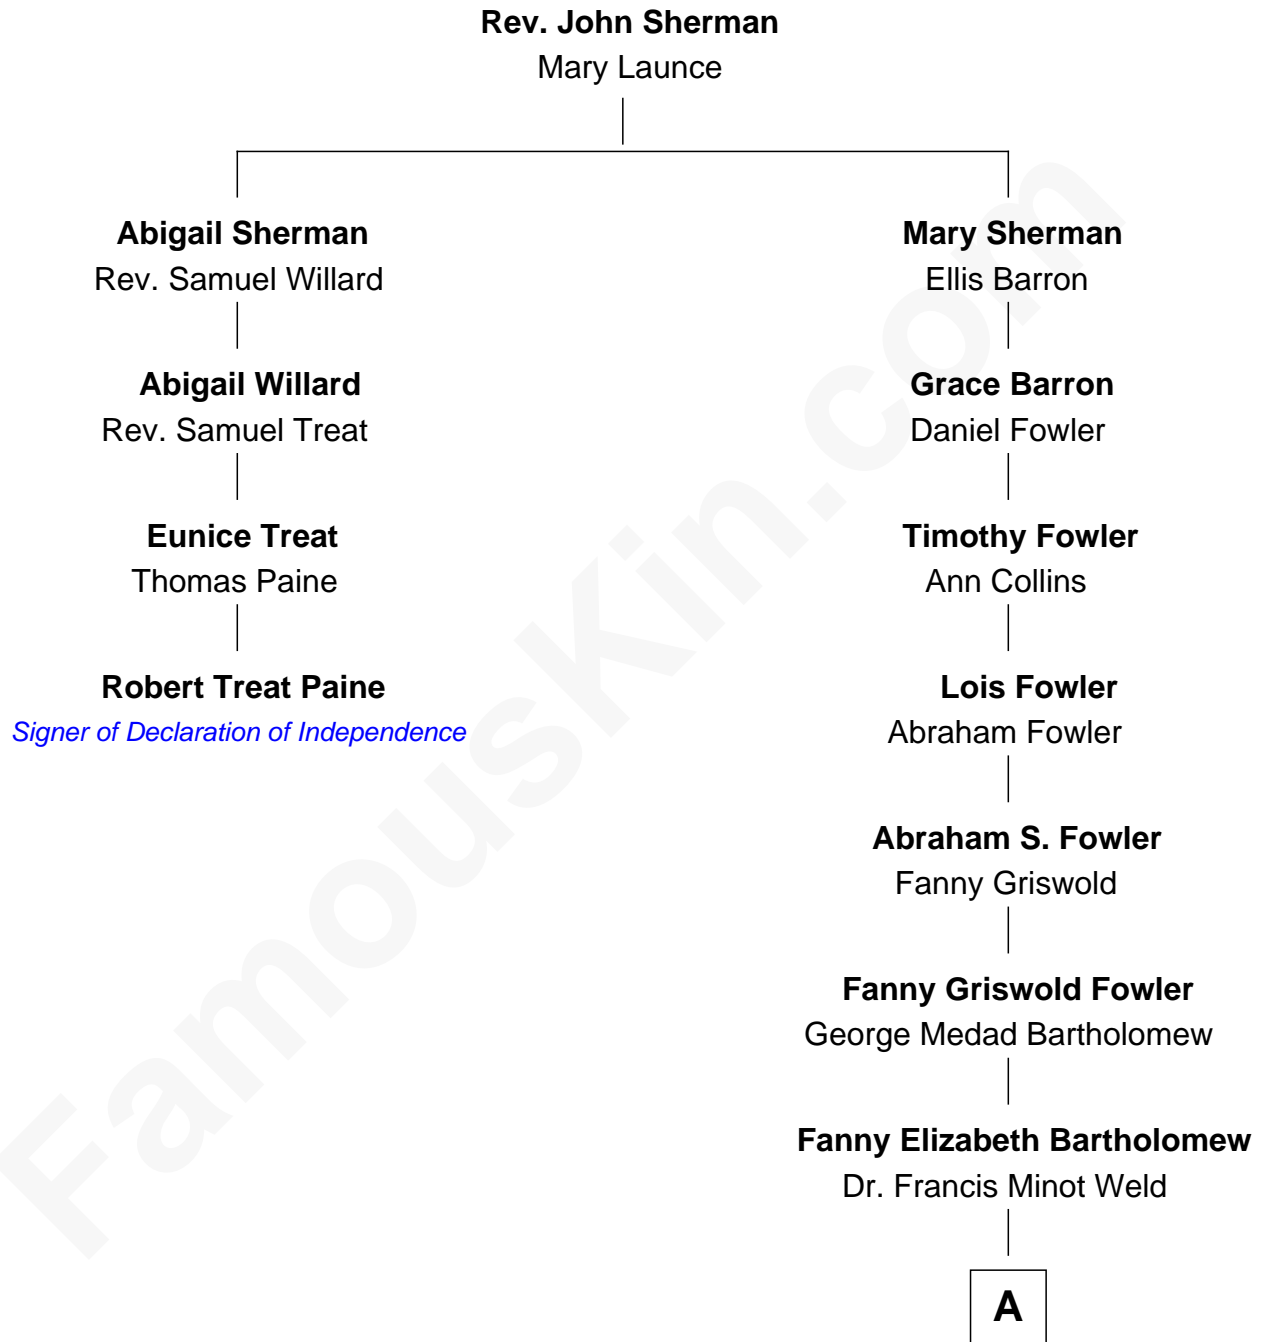 Rev. John Sherman
Mary Launce
Abigail Sherman
Rev. Samuel Willard
Mary Sherman
Ellis Barron
Abigail Willard
Rev. Samuel Treat
Grace Barron
Daniel Fowler
Eunice Treat
Thomas Paine
Timothy Fowler
Ann Collins
Robert Treat Paine
Signer of Declaration of Independence
Lois Fowler
Abraham Fowler
Abraham S. Fowler
Fanny Griswold
Fanny Griswold Fowler
George Medad Bartholomew
Fanny Elizabeth Bartholomew
Dr. Francis Minot Weld
A
FamousKin.com